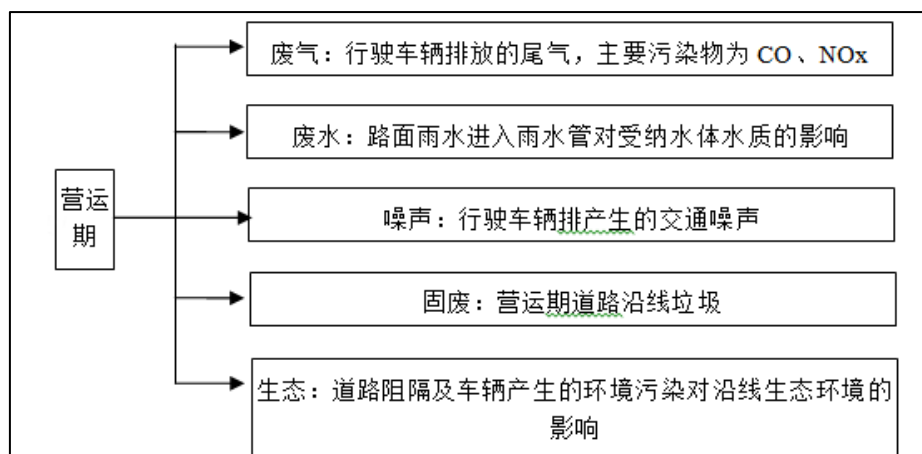 废气：行驶车辆排放的尾气，主要污染物为 CO、NOx
废水：路面雨水进入雨水管对受纳水体水质的影响
营运
期
噪声：行驶车辆排产生的交通噪声
固废：营运期道路沿线垃圾
生态：道路阻隔及车辆产生的环境污染对沿线生态环境的
影响